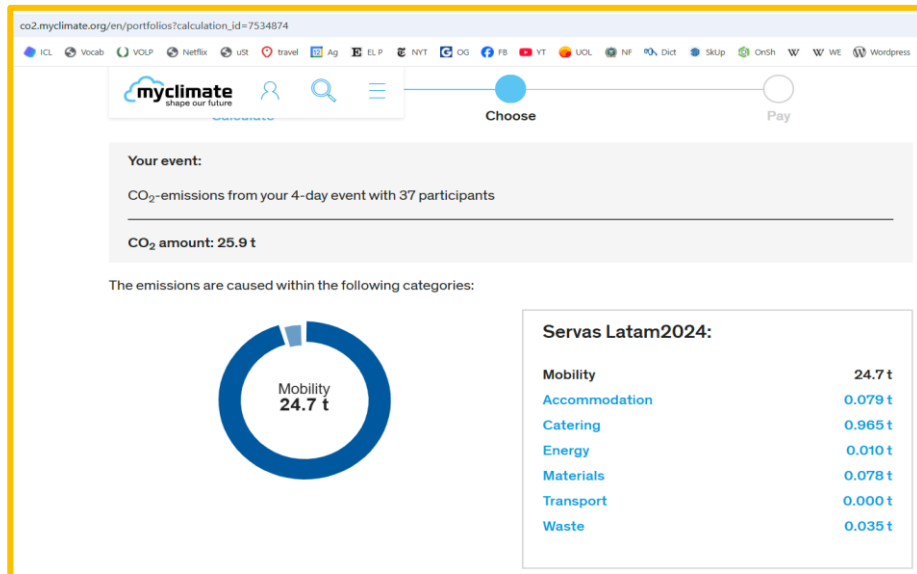 co2.myclimate.org/en/portfolios?calculation_id=7534874
ICL Vocab VOLP Netflix uSt travel Ag EL P NYT OG FB YT UOL NF Dict SkUp OnSh W WE Wordpress
myclimate
shape our future
Calculate
Choose
Pay
Your event:
CO₂-emissions from your 4-day event with 37 participants
CO₂ amount: 25.9 t
The emissions are caused within the following categories:
Mobility
24.7 t
Servas Latam2024:
Mobility 24.7 t
Accommodation 0.079 t
Catering 0.965 t
Energy 0.010 t
Materials 0.078 t
Transport 0.000 t
Waste 0.035 t